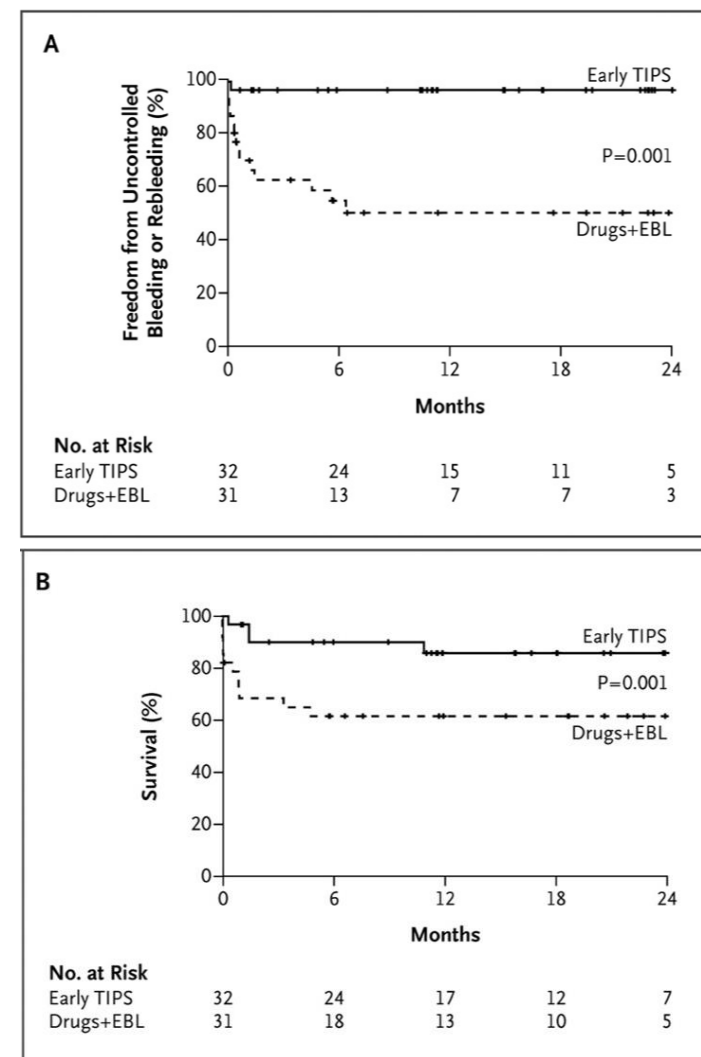 A
Freedom from Uncontrolled
Bleeding or Rebleeding (%)
100
80
60
40
20
0
Early TIPS
P=0.001
Drugs+EBL
0 6 12 18 24
Months
No. at Risk
Early TIPS 32 24 15 11 5
Drugs+EBL 31 13 7 7 3
B
Survival (%)
100
80
60
40
20
0
Early TIPS
P=0.001
Drugs+EBL
0 6 12 18 24
Months
No. at Risk
Early TIPS 32 24 17 12 7
Drugs+EBL 31 18 13 10 5